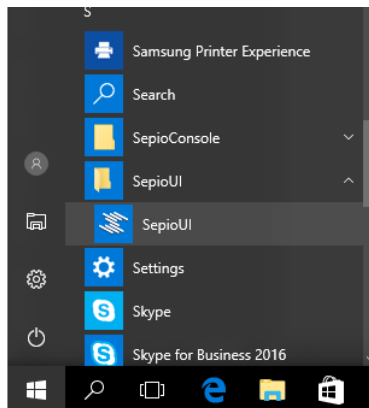 S
Samsung Printer Experience
Search
SepioConsole
SepioUI
SepioUI
Settings
Skype
Skype for Business 2016